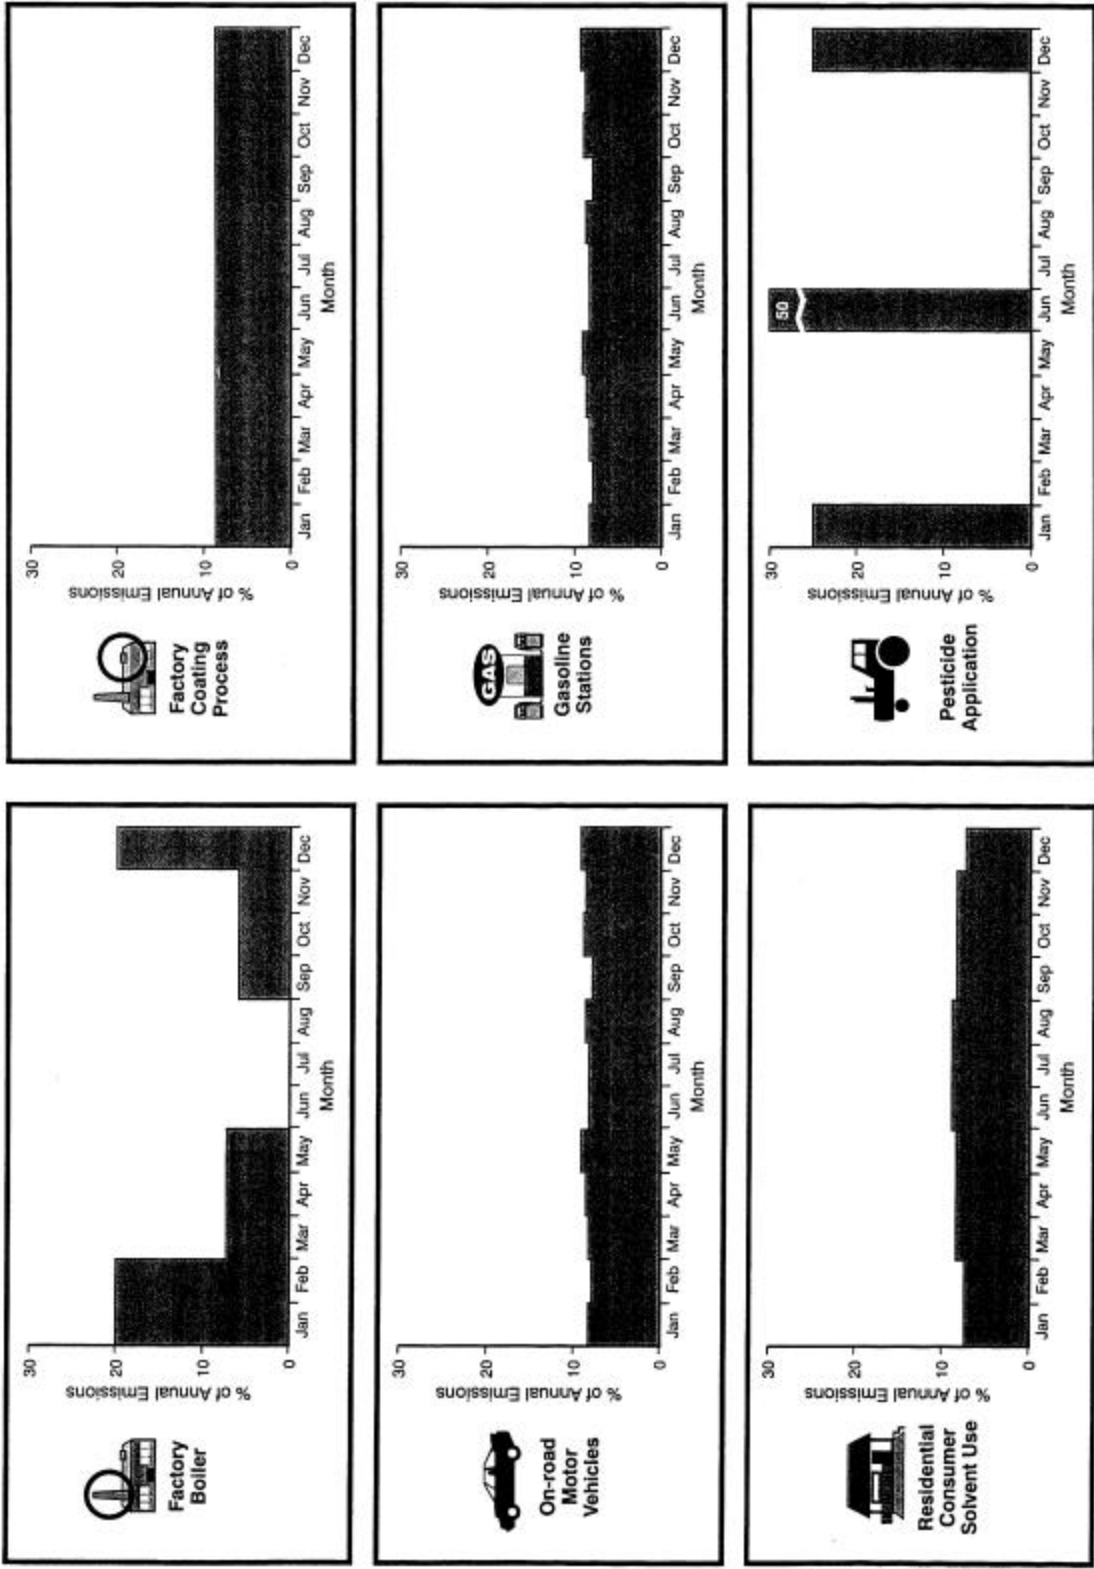 Factory
Boiler
% of Annual Emissions
30
20
10
0
Jan Feb Mar Apr May Jun Jul Aug Sep Oct Nov Dec
Month
Factory
Coating
Process
% of Annual Emissions
30
20
10
0
Jan Feb Mar Apr May Jun Jul Aug Sep Oct Nov Dec
Month
On-road
Motor
Vehicles
% of Annual Emissions
30
20
10
0
Jan Feb Mar Apr May Jun Jul Aug Sep Oct Nov Dec
Month
GAS
Gasoline
Stations
% of Annual Emissions
30
20
10
0
Jan Feb Mar Apr May Jun Jul Aug Sep Oct Nov Dec
Month
Residential
Consumer
Solvent Use
% of Annual Emissions
30
20
10
0
Jan Feb Mar Apr May Jun Jul Aug Sep Oct Nov Dec
Month
Pesticide
Application
% of Annual Emissions
30
20
10
0
50
Jan Feb Mar Apr May Jun Jul Aug Sep Oct Nov Dec
Month